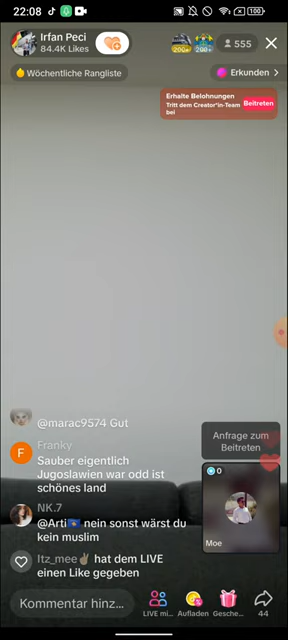 22:08
100
Irfan Peci
84.4K Likes
200+
200+
555
Wöchentliche Rangliste
Erkunden
Erhalte Belohnungen
Tritt dem Creator*in-Team
bei
Beitreten
@marac9574 Gut
Franky
F
Sauber eigentlich
Jugoslawien war odd ist
schönes land
NK.7
@Arti🇽🇰 nein sonst wärst du
kein muslim
Itz_mee✌🏽 hat dem LIVE
einen Like gegeben
Anfrage zum
Beitreten
0
Moe
Kommentar hinz...
LIVE mi...
Aufladen
Gesche...
44